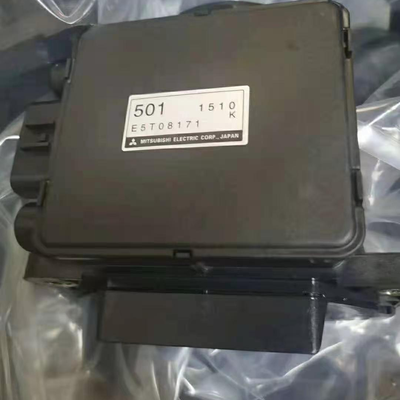 501 1510
E5T08171 K
MITSUBISHI ELECTRIC CORP., JAPAN